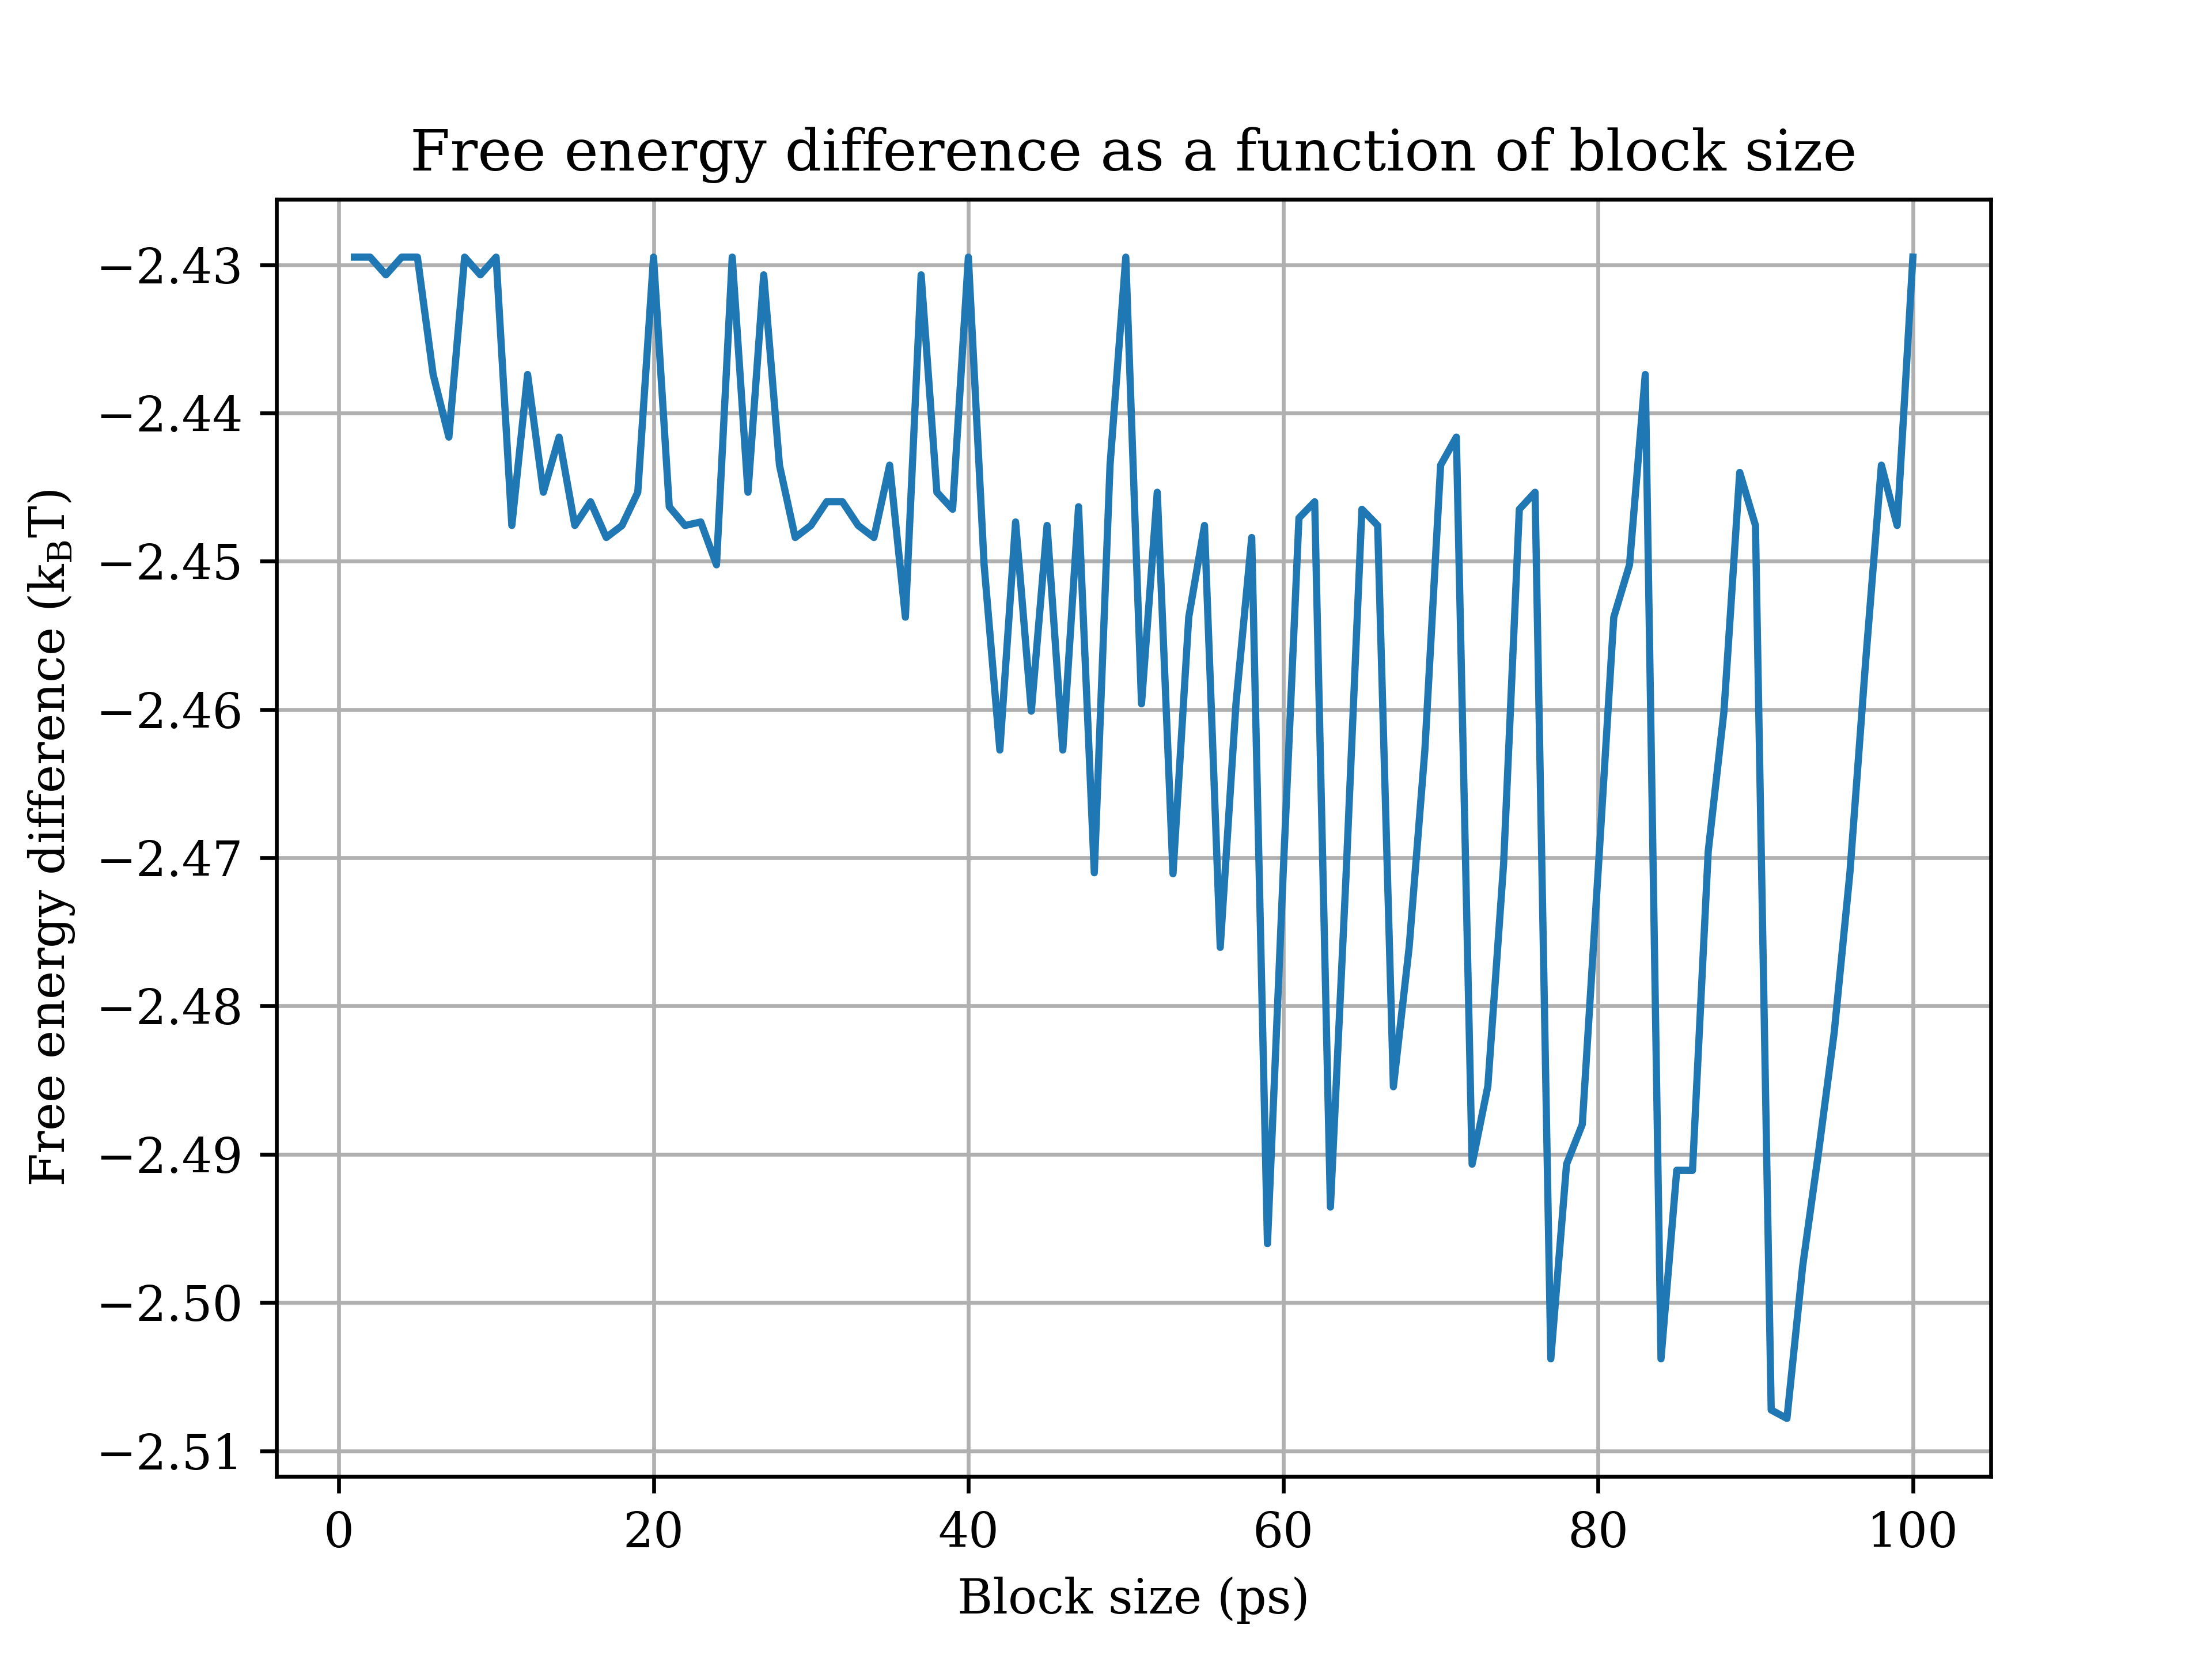 Free energy difference as a function of block size
Free energy difference (k_BT)
−2.43
−2.44
−2.45
−2.46
−2.47
−2.48
−2.49
−2.50
−2.51
0 20 40 60 80 100
Block size (ps)